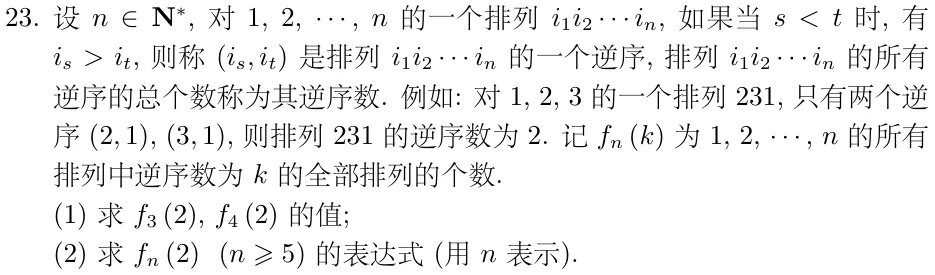 23. 设 n ∈ N*, 对 1, 2, ⋯, n 的一个排列 i₁i₂⋯iₙ, 如果当 s < t 时, 有
iₛ > iₜ, 则称 (iₛ, iₜ) 是排列 i₁i₂⋯iₙ 的一个逆序, 排列 i₁i₂⋯iₙ 的所有
逆序的总个数称为其逆序数. 例如: 对 1, 2, 3 的一个排列 231, 只有两个逆
序 (2, 1), (3, 1), 则排列 231 的逆序数为 2. 记 fₙ (k) 为 1, 2, ⋯, n 的所有
排列中逆序数为 k 的全部排列的个数.
(1) 求 f₃ (2), f₄ (2) 的值;
(2) 求 fₙ (2) (n ⩾ 5) 的表达式 (用 n 表示).